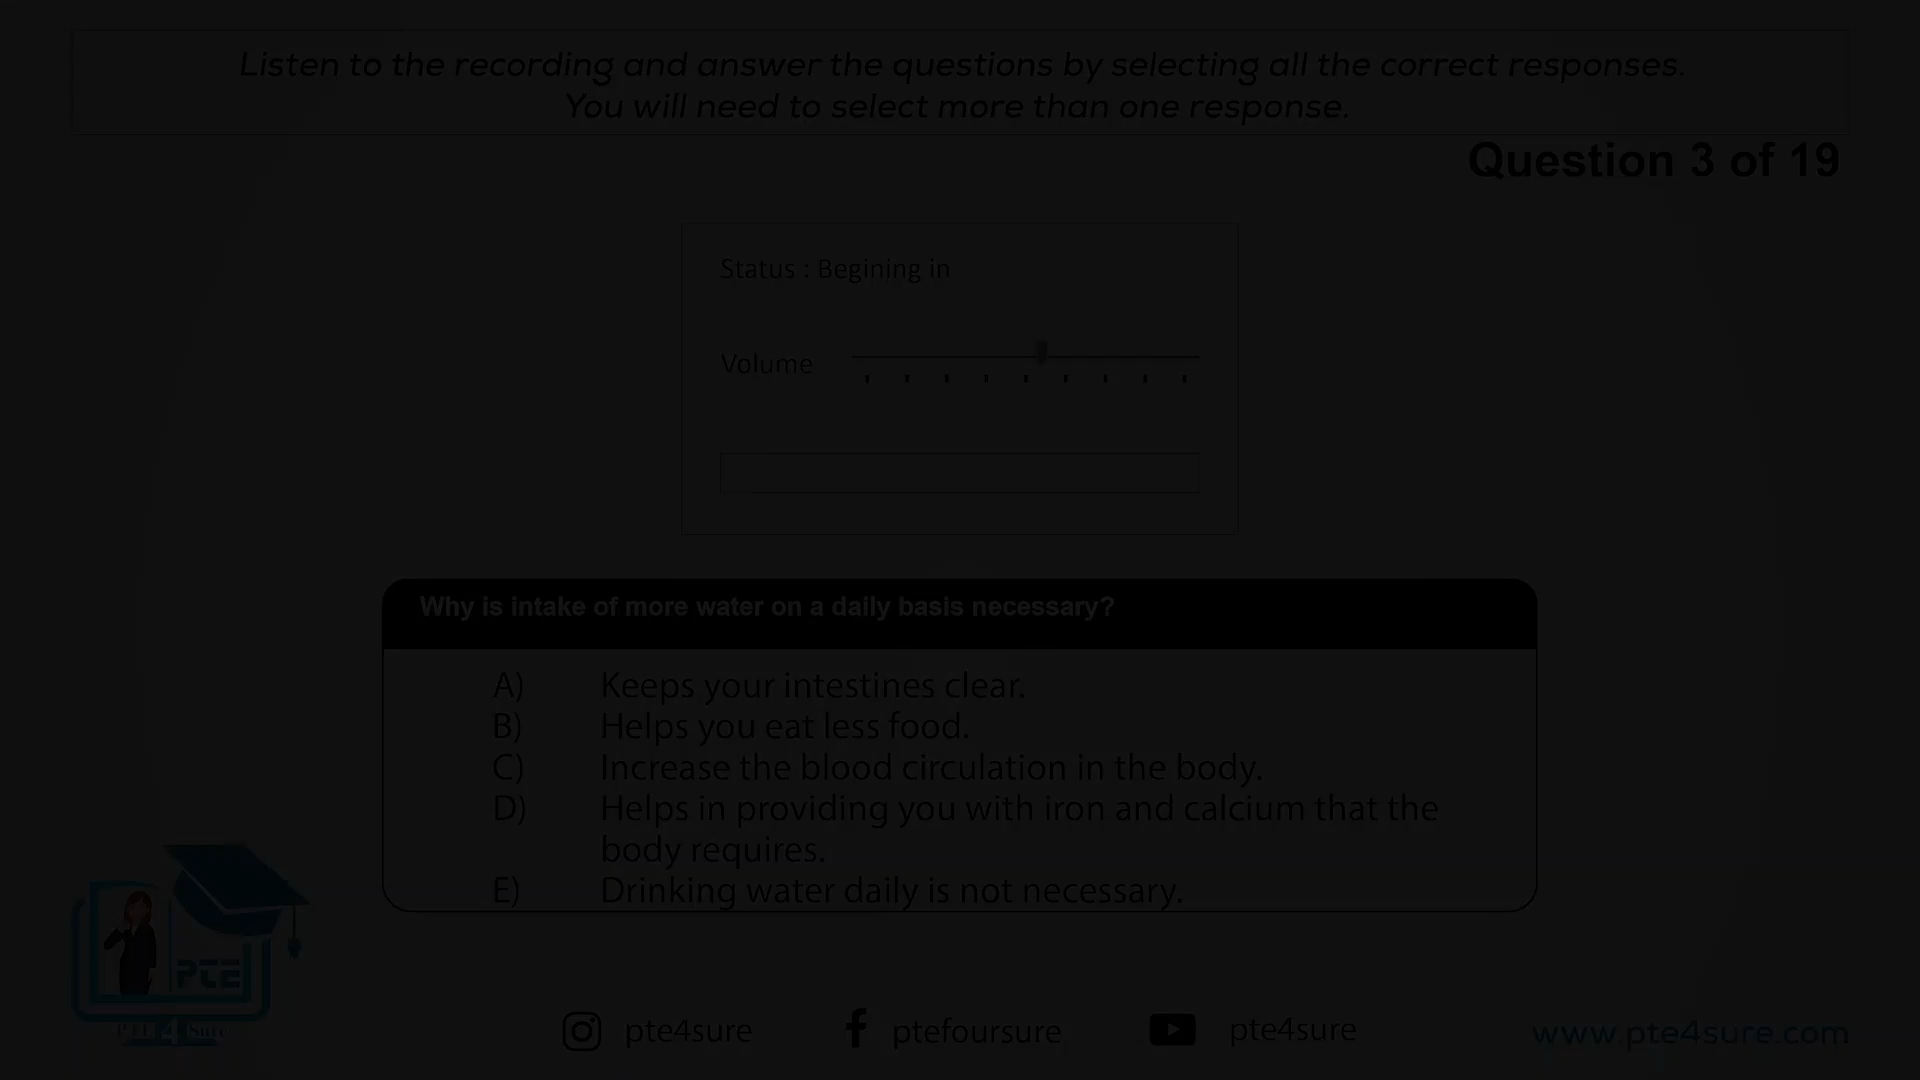 Listen to the recording and answer the questions by selecting all the correct responses.
You will need to select more than one response.
Question 3 of 19
Status : Begining in
Volume
Why is intake of more water on a daily basis necessary?
A) Keeps your intestines clear.
B) Helps you eat less food.
C) Increase the blood circulation in the body.
D) Helps in providing you with iron and calcium that the
body requires.
E) Drinking water daily is not necessary.
PTE
PTE 4 Sure
pte4sure
ptefoursure
pte4sure
www.pte4sure.com